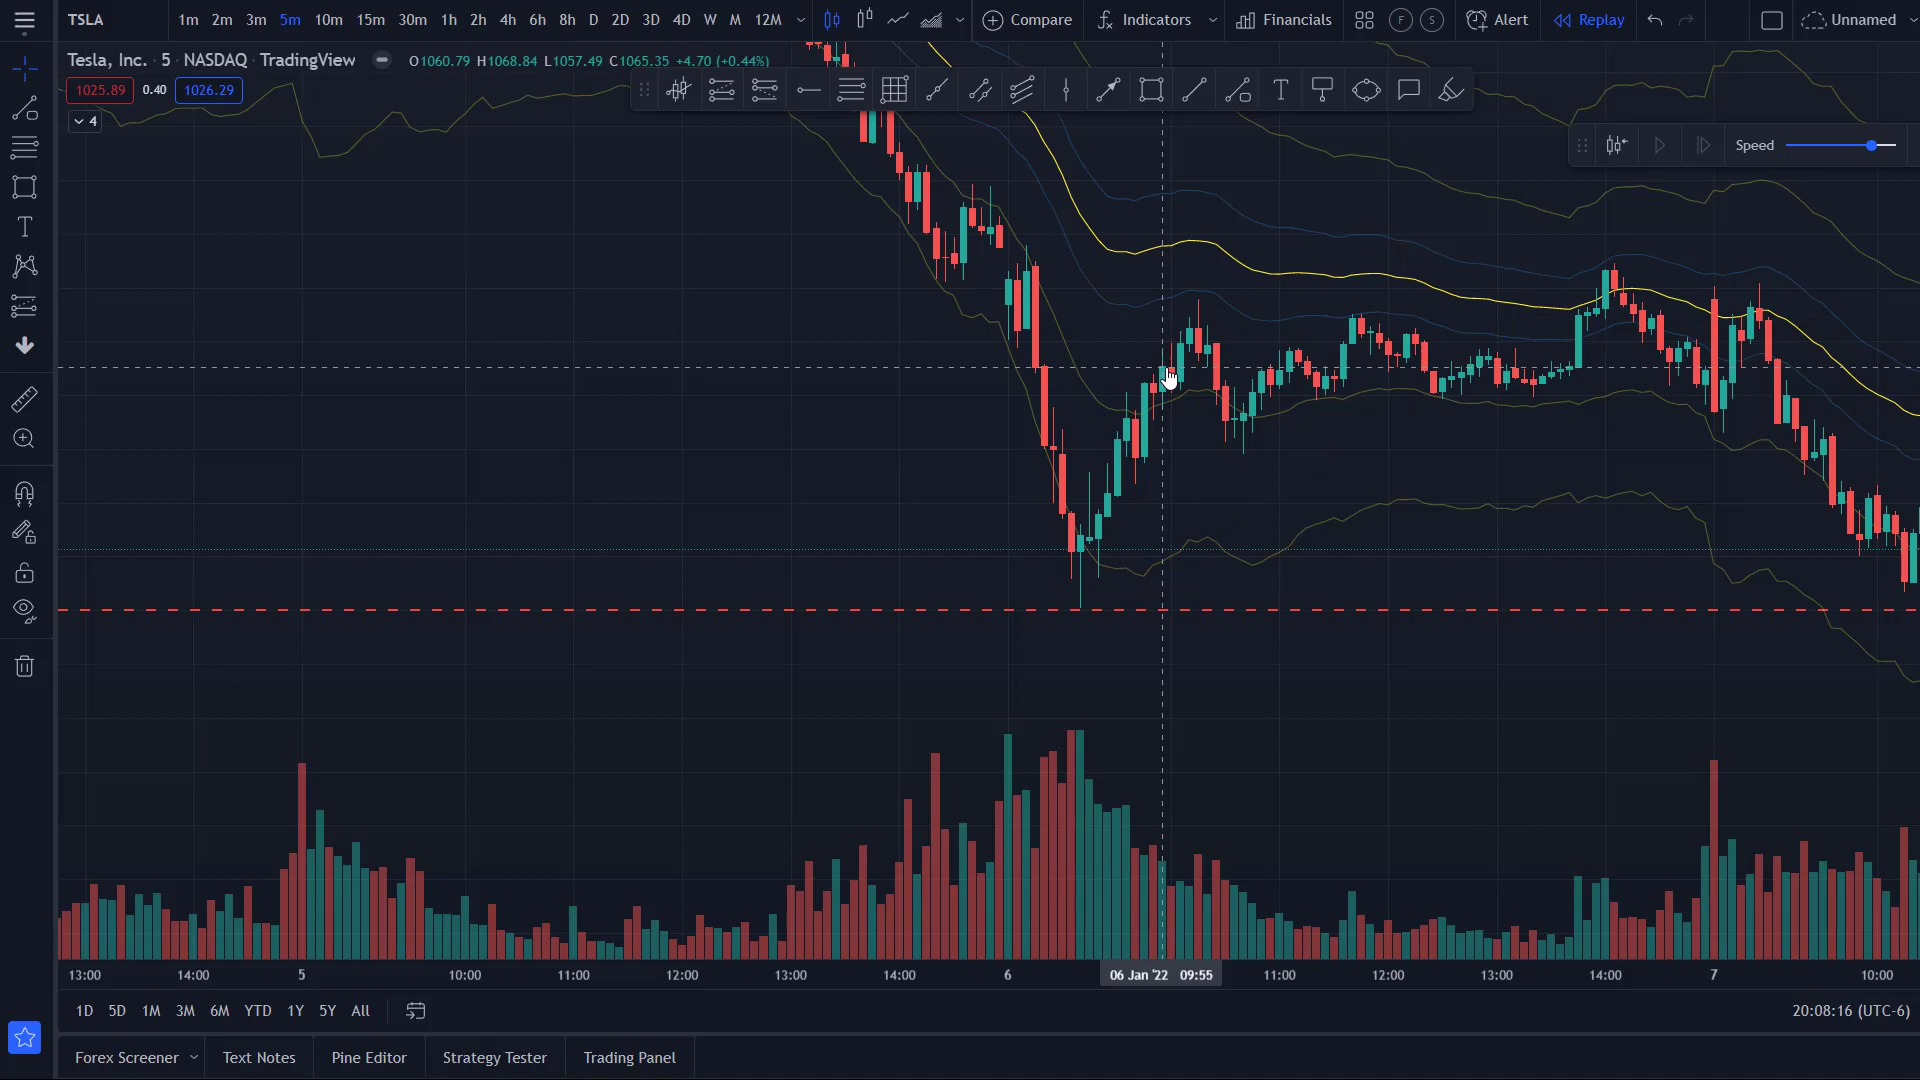 TSLA 1m 2m 3m 5m 10m 15m 30m 1h 2h 4h 6h 8h D 2D 3D 4D W M 12M Compare Indicators Financials F S Alert Replay Unnamed
Tesla, Inc. · 5 · NASDAQ · TradingView O1060.79 H1068.84 L1057.49 C1065.35 +4.70 (+0.44%)
1025.89 0.40 1026.29
4
T
Speed
T
13:00 14:00 5 10:00 11:00 12:00 13:00 14:00 6 06 Jan '22 09:55 11:00 12:00 13:00 14:00 7 10:00
1D 5D 1M 3M 6M YTD 1Y 5Y All 20:08:16 (UTC-6)
Forex Screener Text Notes Pine Editor Strategy Tester Trading Panel